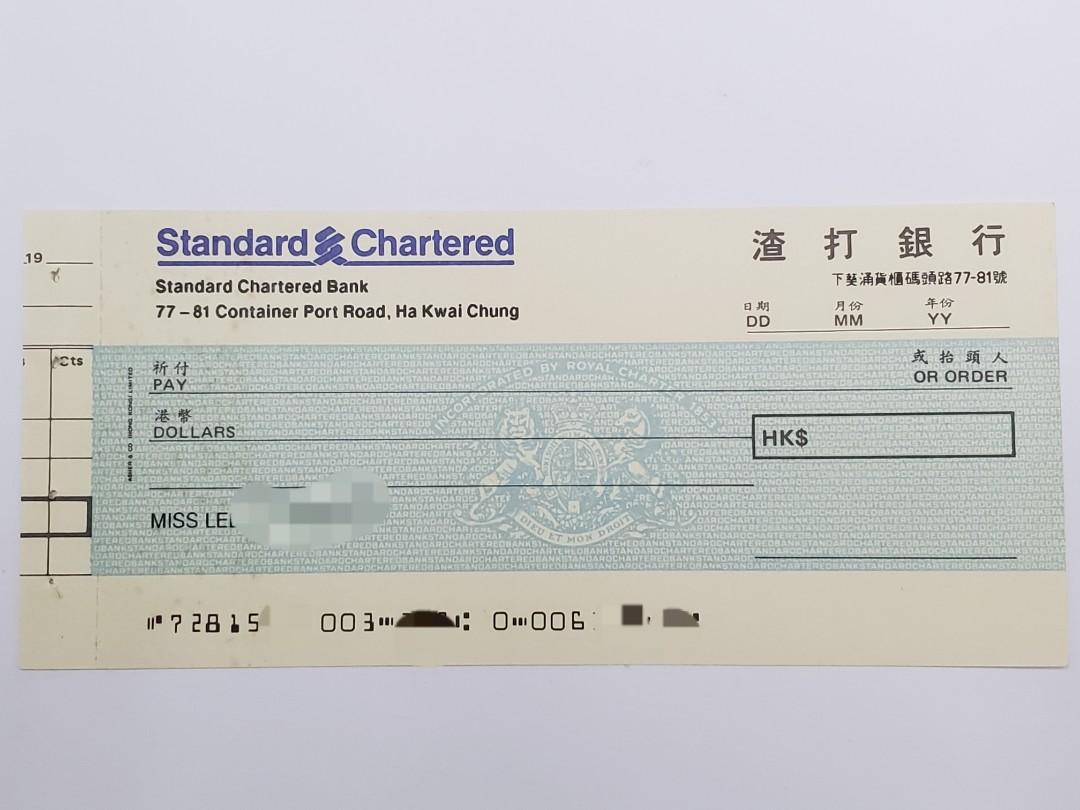 19
Cts
Standard Chartered
渣打銀行
Standard Chartered Bank
77 – 81 Container Port Road, Ha Kwai Chung
下葵涌貨櫃碼頭路77-81號
日期 月份 年份
DD MM YY
祈付 或抬頭人
PAY OR ORDER
港幣
DOLLARS
HK$
INCORPORATED BY ROYAL CHARTER 1853
DIEU ET MON DROIT
MISS LEE
72815 003 0 006